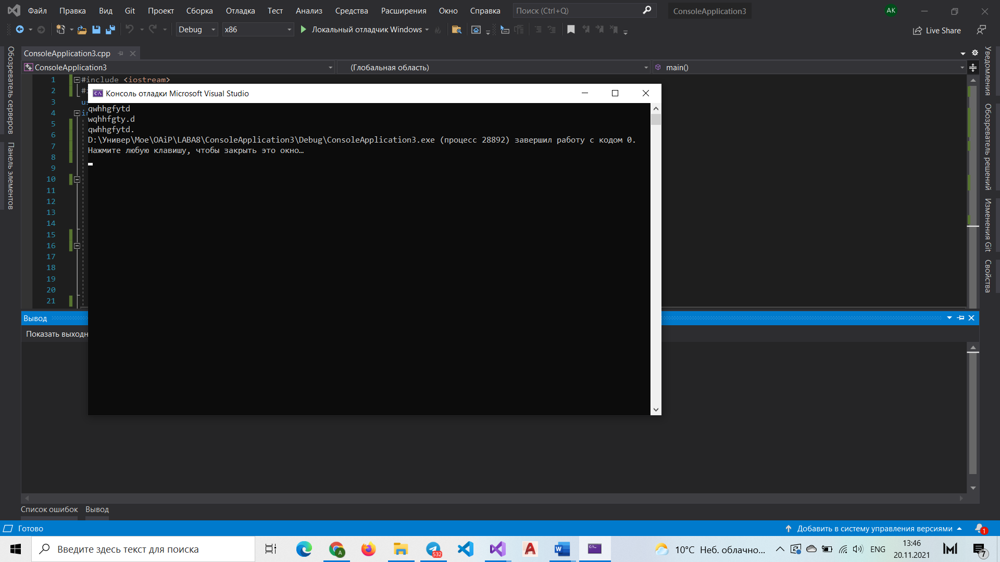 Файл Правка Вид Git Проект Сборка Отладка Тест Анализ Средства Расширения Окно Справка Поиск (Ctrl+Q) ConsoleApplication3 AK
Debug x86 Локальный отладчик Windows Live Share
Обозреватель серверов
Панель элементов
ConsoleApplication3.cpp
ConsoleApplication3 (Глобальная область) main()
1 #include <iostream>
2
3
4
5
6
7
8
9
10
11
12
13
14
15
16
17
18
19
20
21
Консоль отладки Microsoft Visual Studio
qwhhgfytd
wqhhfgty.d
qwhhgfytd.
D:\Универ\Мое\OAiP\LABA8\ConsoleApplication3\Debug\ConsoleApplication3.exe (процесс 28892) завершил работу с кодом 0.
Нажмите любую клавишу, чтобы закрыть это окно…
Уведомления
Обозреватель решений
Изменения Git
Свойства
Вывод
Показать
Список ошибок Вывод
Готово Добавить в систему управления версиями 1
Введите здесь текст для поиска 532 10°C Неб. облачно... ENG 13:46
20.11.2021 7